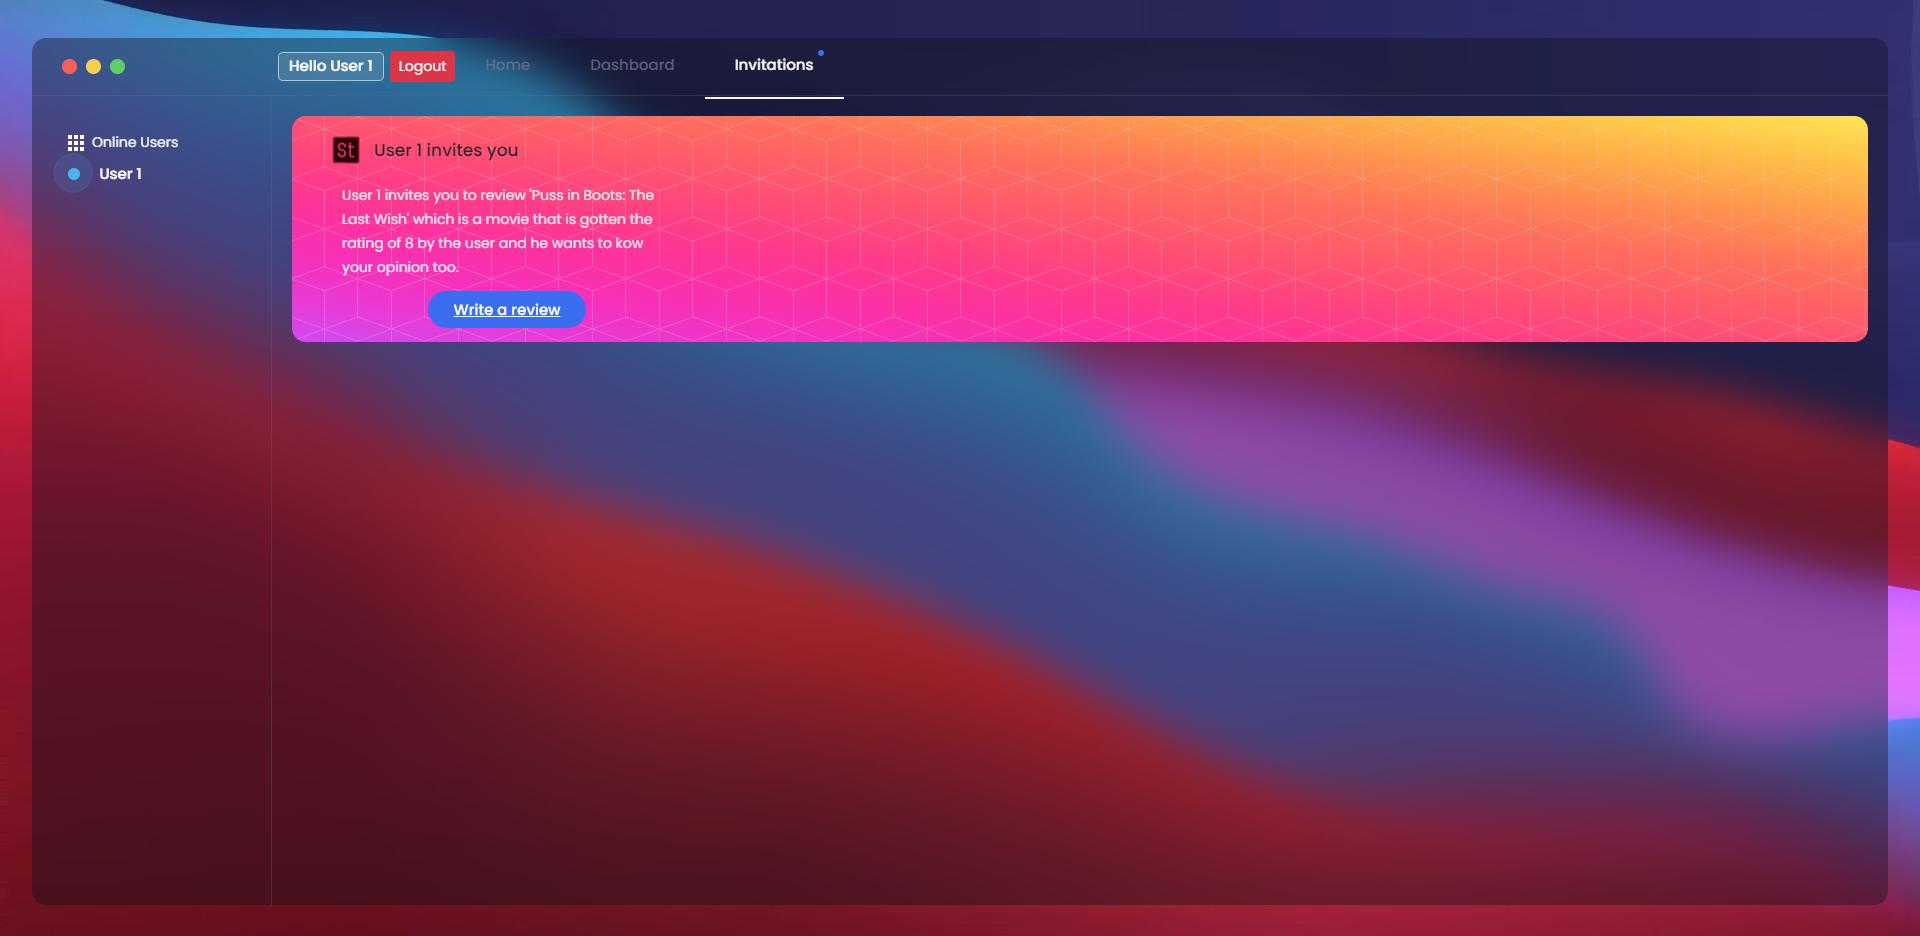 Hello User 1 Logout Home Dashboard Invitations
Online Users
User 1
St User 1 invites you
User 1 invites you to review 'Puss in Boots: The
Last Wish' which is a movie that is gotten the
rating of 8 by the user and he wants to kow
your opinion too.
Write a review